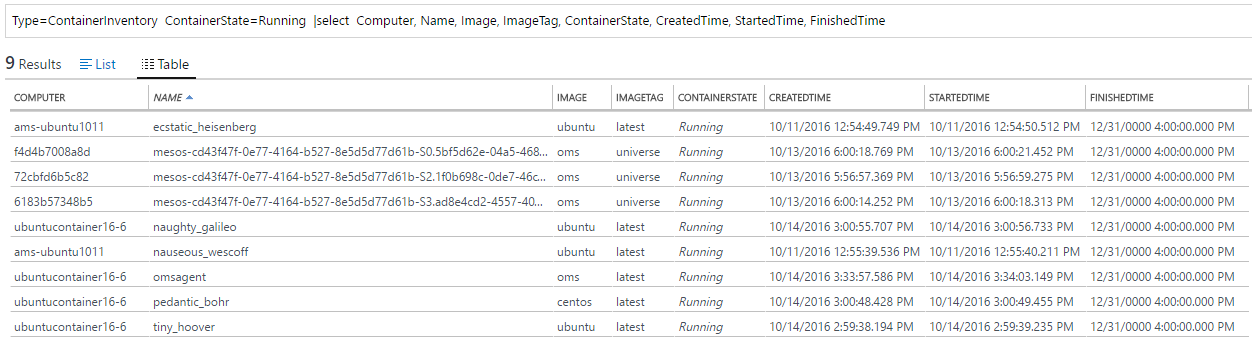 Type=ContainerInventory ContainerState=Running |select Computer, Name, Image, ImageTag, ContainerState, CreatedTime, StartedTime, FinishedTime
9 Results List Table
COMPUTER NAME IMAGE IMAGETAG CONTAINERSTATE CREATEDTIME STARTEDTIME FINISHEDTIME
ams-ubuntu1011 ecstatic_heisenberg ubuntu latest Running 10/11/2016 12:54:49.749 PM 10/11/2016 12:54:50.512 PM 12/31/0000 4:00:00.000 PM
f4d4b7008a8d mesos-cd43f47f-0e77-4164-b527-8e5d5d77d61b-S0.5bf5d62e-04a5-468... oms universe Running 10/13/2016 6:00:18.769 PM 10/13/2016 6:00:21.452 PM 12/31/0000 4:00:00.000 PM
72cbfd6b5c82 mesos-cd43f47f-0e77-4164-b527-8e5d5d77d61b-S2.1f0b698c-0de7-46c... oms universe Running 10/13/2016 5:56:57.369 PM 10/13/2016 5:56:59.275 PM 12/31/0000 4:00:00.000 PM
6183b57348b5 mesos-cd43f47f-0e77-4164-b527-8e5d5d77d61b-S3.ad8e4cd2-4557-40... oms universe Running 10/13/2016 6:00:14.252 PM 10/13/2016 6:00:18.313 PM 12/31/0000 4:00:00.000 PM
ubuntucontainer16-6 naughty_galileo ubuntu latest Running 10/14/2016 3:00:55.707 PM 10/14/2016 3:00:56.733 PM 12/31/0000 4:00:00.000 PM
ams-ubuntu1011 nauseous_wescoff ubuntu latest Running 10/11/2016 12:55:39.536 PM 10/11/2016 12:55:40.211 PM 12/31/0000 4:00:00.000 PM
ubuntucontainer16-6 omsagent oms latest Running 10/14/2016 3:33:57.586 PM 10/14/2016 3:34:03.149 PM 12/31/0000 4:00:00.000 PM
ubuntucontainer16-6 pedantic_bohr centos latest Running 10/14/2016 3:00:48.428 PM 10/14/2016 3:00:49.455 PM 12/31/0000 4:00:00.000 PM
ubuntucontainer16-6 tiny_hoover ubuntu latest Running 10/14/2016 2:59:38.194 PM 10/14/2016 2:59:39.235 PM 12/31/0000 4:00:00.000 PM